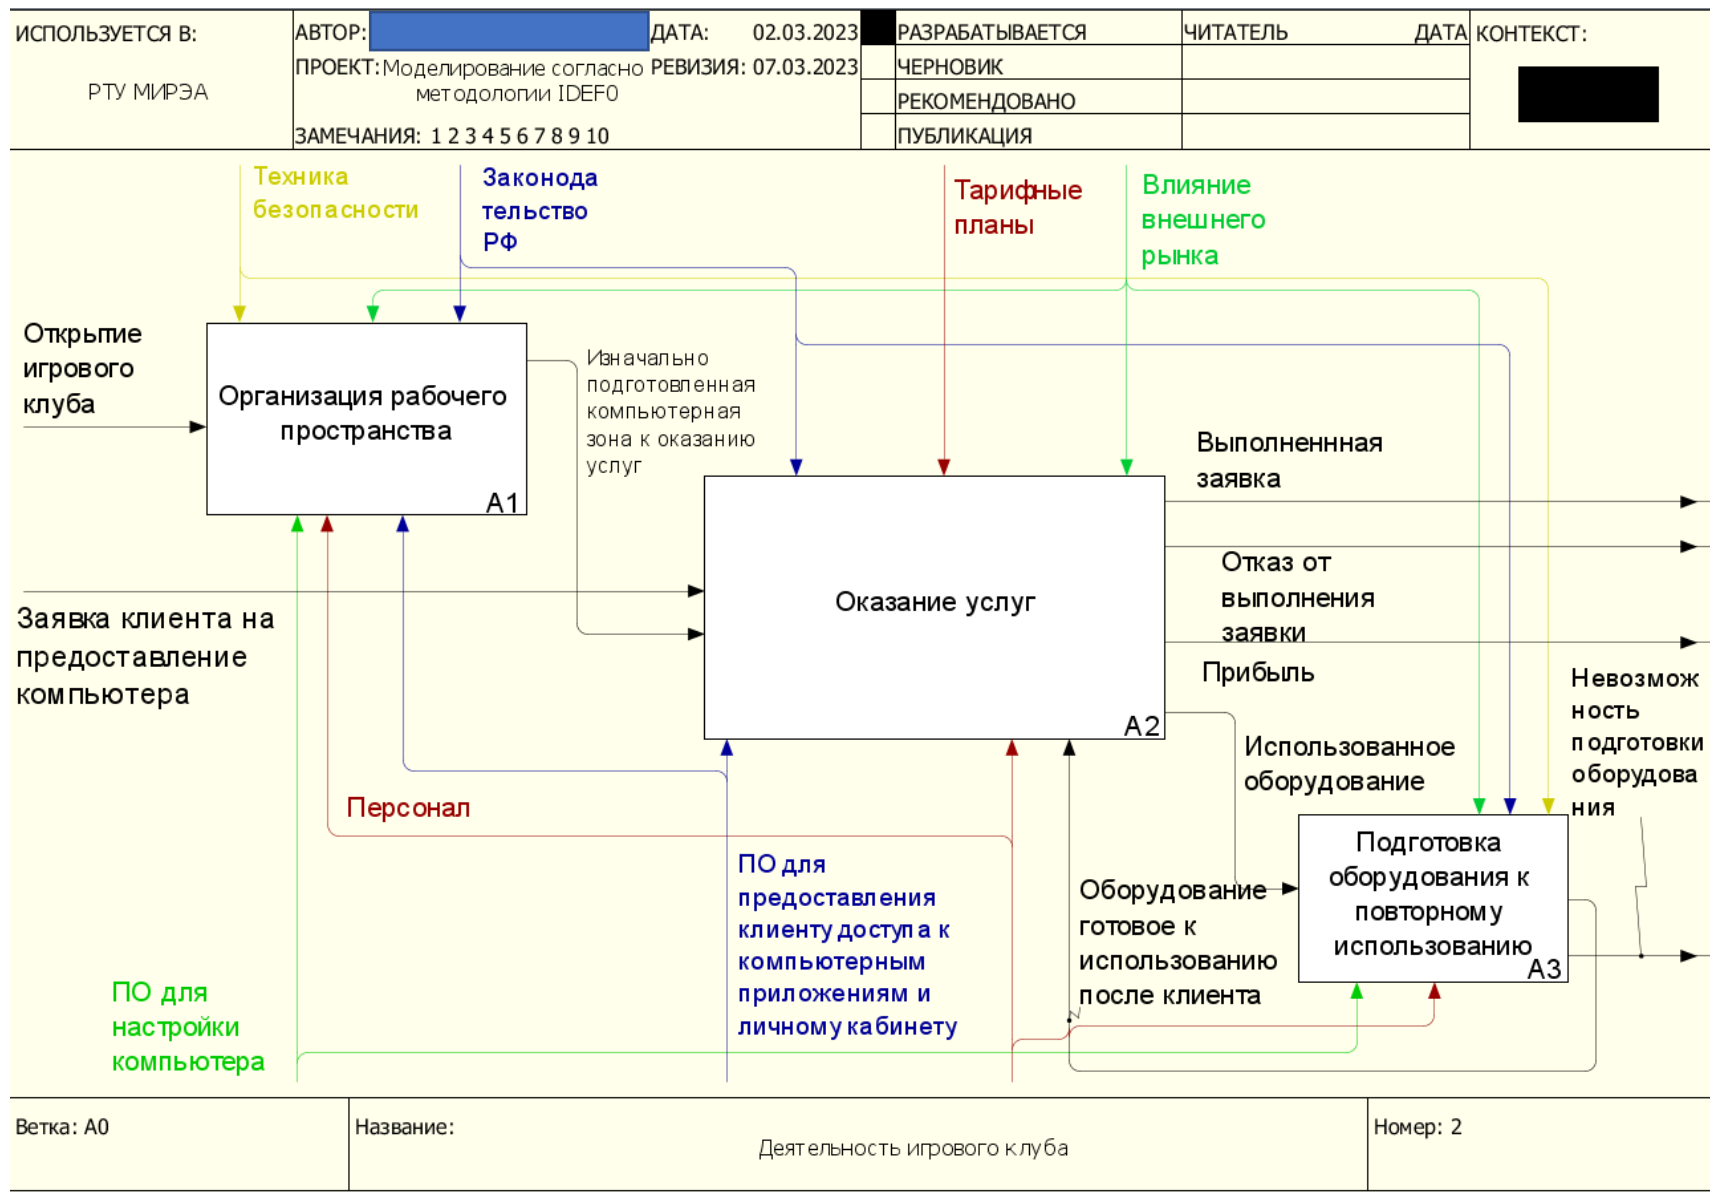 ИСПОЛЬЗУЕТСЯ В:
РТУ МИРЭА
АВТОР:
ДАТА: 02.03.2023
ПРОЕКТ: Моделирование согласно
методологии IDEF0
РЕВИЗИЯ: 07.03.2023
ЗАМЕЧАНИЯ: 1 2 3 4 5 6 7 8 9 10
РАЗРАБАТЫВАЕТСЯ
ЧЕРНОВИК
РЕКОМЕНДОВАНО
ПУБЛИКАЦИЯ
ЧИТАТЕЛЬ
ДАТА
КОНТЕКСТ:
Техника
безопасности
Законода
тельство
РФ
Тарифные
планы
Влияние
внешнего
рынка
Открытие
игрового
клуба
Организация рабочего
пространства
A1
Изначально
подготовленная
компьютерная
зона к оказанию
услуг
Заявка клиента на
предоставление
компьютера
Оказание услуг
A2
Выполненнная
заявка
Отказ от
выполнения
заявки
Прибыль
Использованное
оборудование
Невозмож
ность
подготовки
оборудова
ния
Подготовка
оборудования к
повторному
использованию
A3
Персонал
ПО для
предоставления
клиенту доступа к
компьютерным
приложениям и
личному кабинету
Оборудование
готовое к
использованию
после клиента
ПО для
настройки
компьютера
Ветка: A0
Название:
Деятельность игрового клуба
Номер: 2